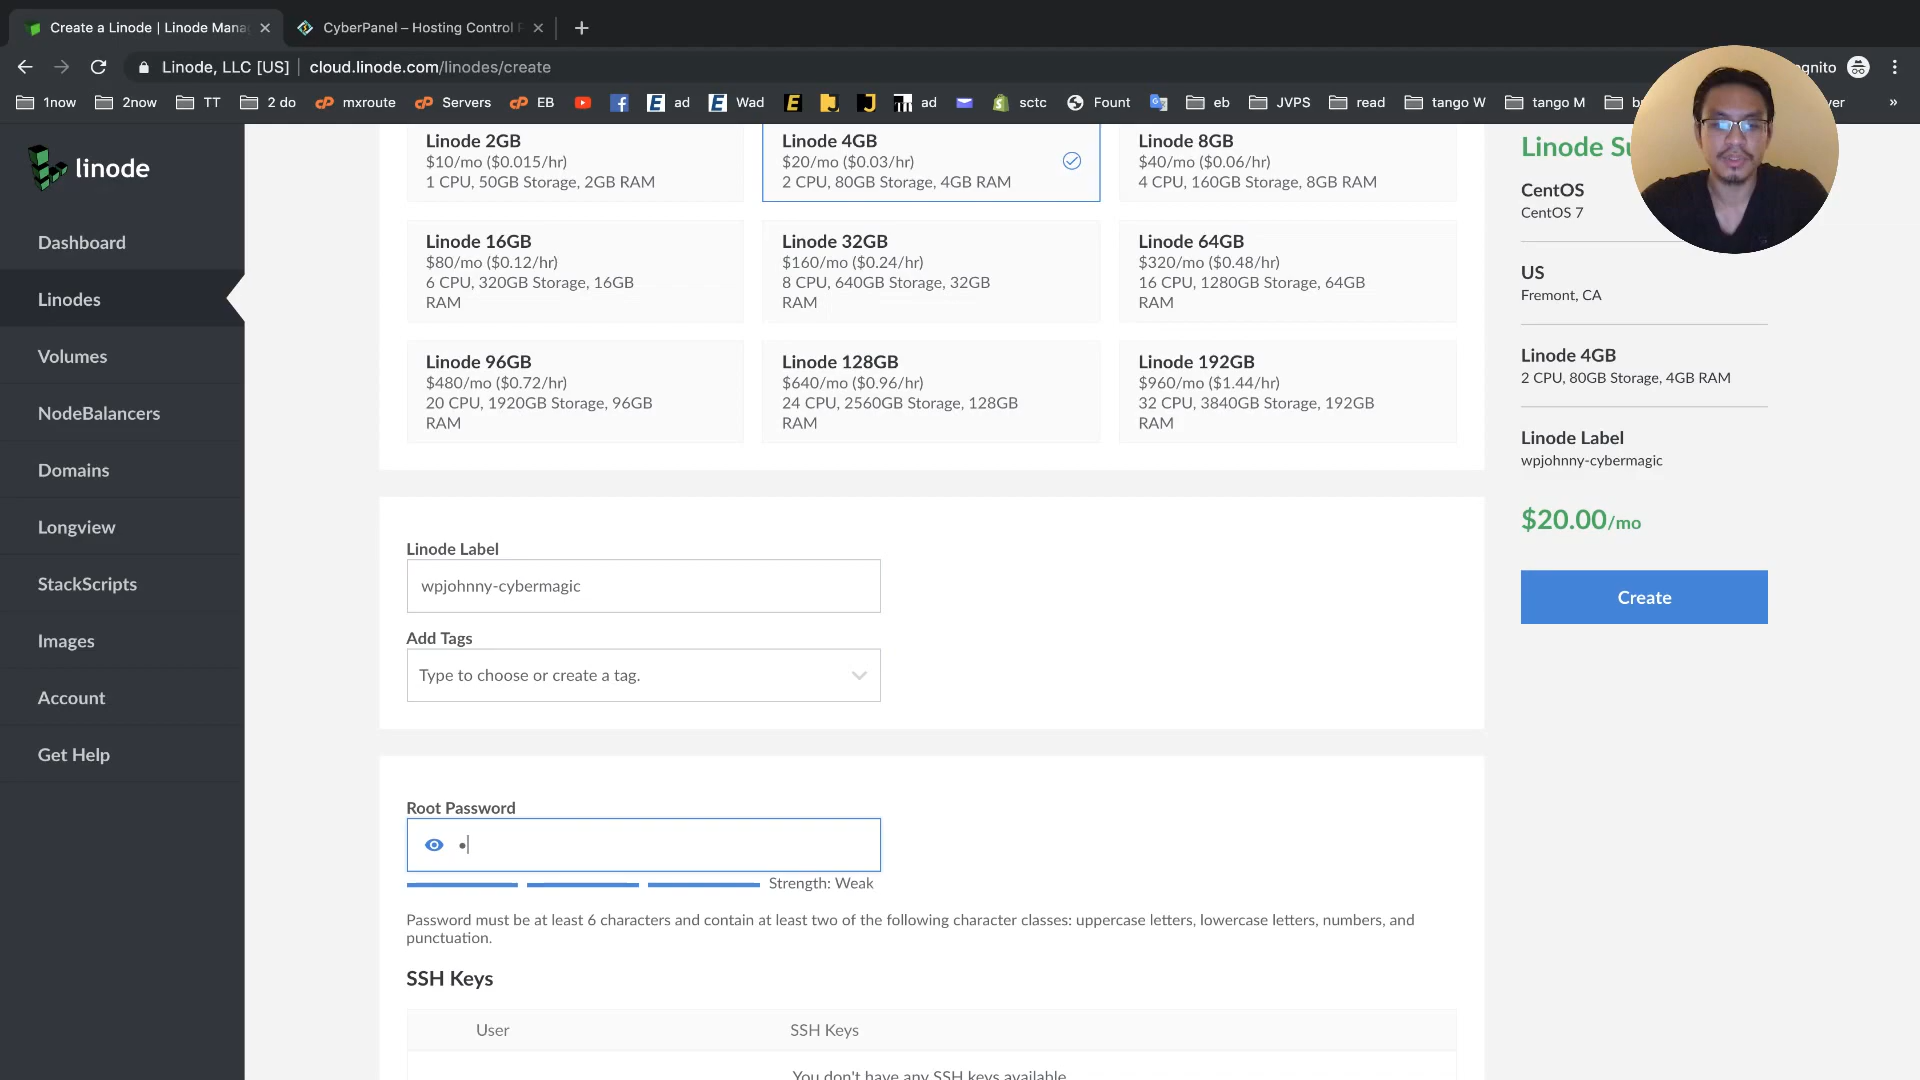 Create a Linode | Linode Mana
CyberPanel – Hosting Control P
Linode, LLC [US] | cloud.linode.com/linodes/create
gnito
1now 2now TT 2 do mxroute Servers EB ad Wad ad sctc Fount eb JVPS read tango W tango M »
linode
Dashboard
Linodes
Volumes
NodeBalancers
Domains
Longview
StackScripts
Images
Account
Get Help
Linode 2GB
$10/mo ($0.015/hr)
1 CPU, 50GB Storage, 2GB RAM
Linode 4GB
$20/mo ($0.03/hr)
2 CPU, 80GB Storage, 4GB RAM
Linode 8GB
$40/mo ($0.06/hr)
4 CPU, 160GB Storage, 8GB RAM
Linode 16GB
$80/mo ($0.12/hr)
6 CPU, 320GB Storage, 16GB
RAM
Linode 32GB
$160/mo ($0.24/hr)
8 CPU, 640GB Storage, 32GB
RAM
Linode 64GB
$320/mo ($0.48/hr)
16 CPU, 1280GB Storage, 64GB
RAM
Linode 96GB
$480/mo ($0.72/hr)
20 CPU, 1920GB Storage, 96GB
RAM
Linode 128GB
$640/mo ($0.96/hr)
24 CPU, 2560GB Storage, 128GB
RAM
Linode 192GB
$960/mo ($1.44/hr)
32 CPU, 3840GB Storage, 192GB
RAM
Linode Label
wpjohnny-cybermagic
Add Tags
Type to choose or create a tag.
Root Password
•
Strength: Weak
Password must be at least 6 characters and contain at least two of the following character classes: uppercase letters, lowercase letters, numbers, and
punctuation.
SSH Keys
User SSH Keys
You don't have any SSH keys available
Linode Su
CentOS
CentOS 7
US
Fremont, CA
Linode 4GB
2 CPU, 80GB Storage, 4GB RAM
Linode Label
wpjohnny-cybermagic
$20.00/mo
Create